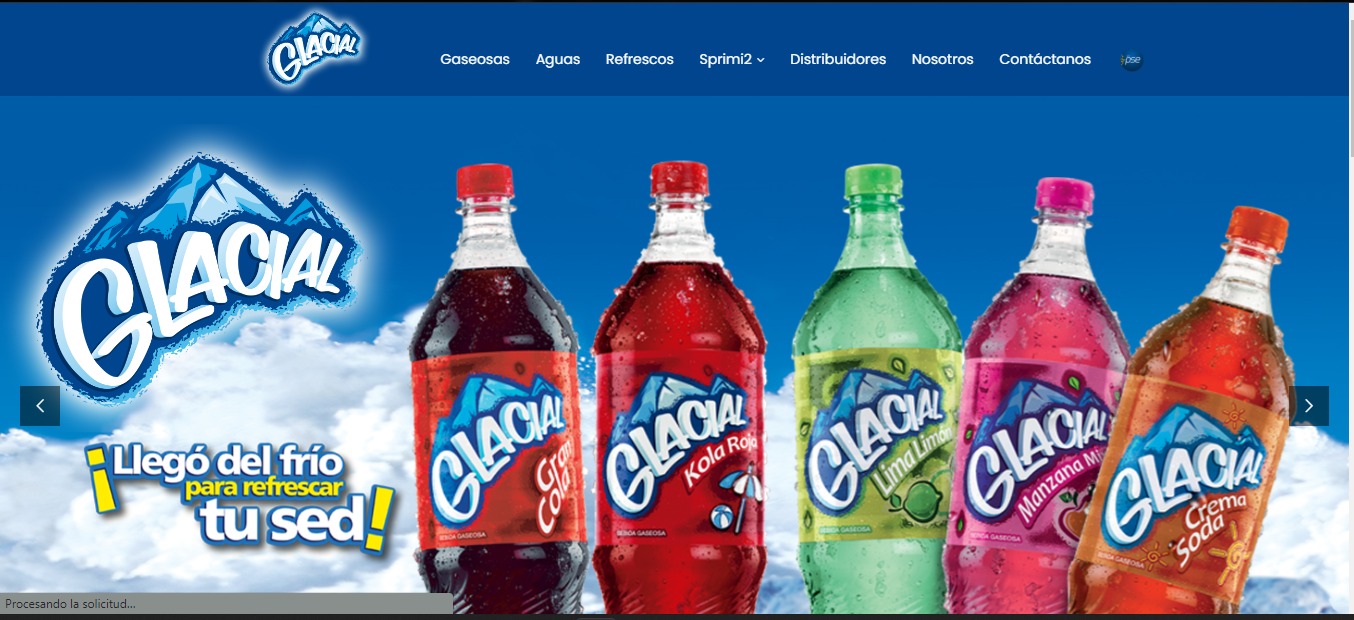 GLACIAL
Gaseosas Aguas Refrescos Sprimi2 Distribuidores Nosotros Contáctanos pse
GLACIAL
¡Llegó del frío
para refrescar
tu sed!
GLACIAL
Gran
Cola
BEBIDA GASEOSA
GLACIAL
Kola Roja
BEBIDA GASEOSA
GLACIAL
Lima Limón
BEBIDA GASEOSA
GLACIAL
Manzana Mi
BEBIDA GASEOSA
GLACIAL
Crema
Soda
BEBIDA GASEOSA
Procesando la solicitud...